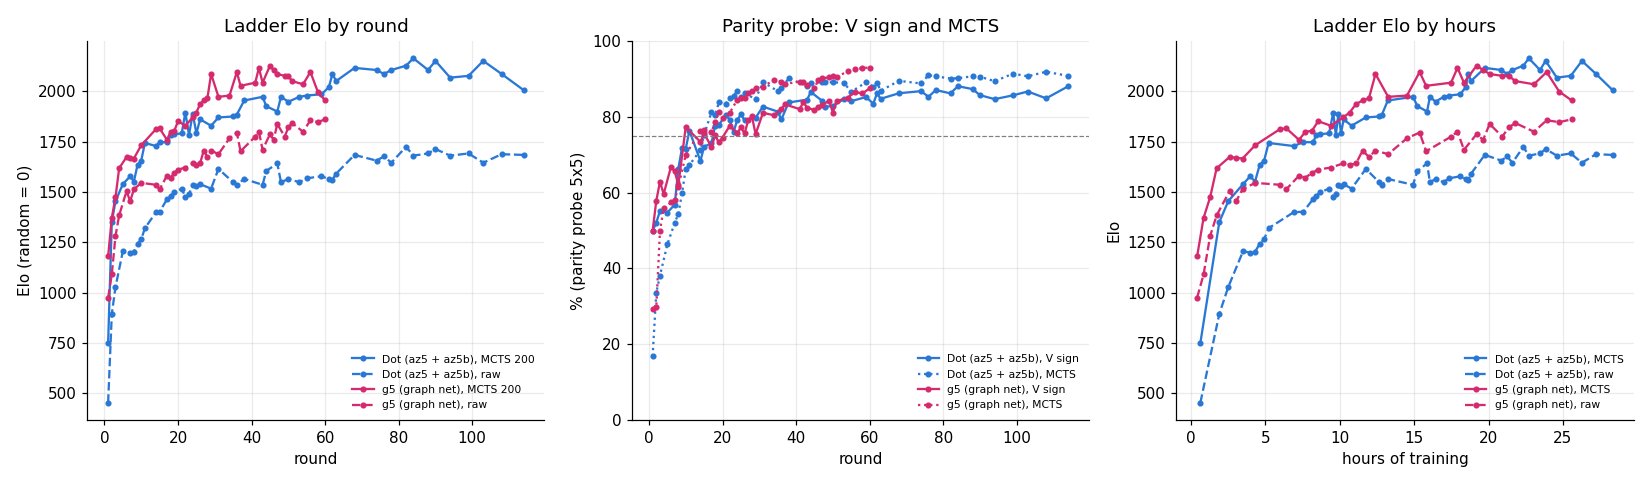 Ladder Elo by round
Elo (random = 0)
2000
1750
1500
1250
1000
750
500
0
20
40
60
80
100
round
Dot (az5 + az5b), MCTS 200
Dot (az5 + az5b), raw
g5 (graph net), MCTS 200
g5 (graph net), raw
Parity probe: V sign and MCTS
% (parity probe 5x5)
100
80
60
40
20
0
0
20
40
60
80
100
round
Dot (az5 + az5b), V sign
Dot (az5 + az5b), MCTS
g5 (graph net), V sign
g5 (graph net), MCTS
Ladder Elo by hours
Elo
2000
1750
1500
1250
1000
750
500
0
5
10
15
20
25
hours of training
Dot (az5 + az5b), MCTS
Dot (az5 + az5b), raw
g5 (graph net), MCTS
g5 (graph net), raw